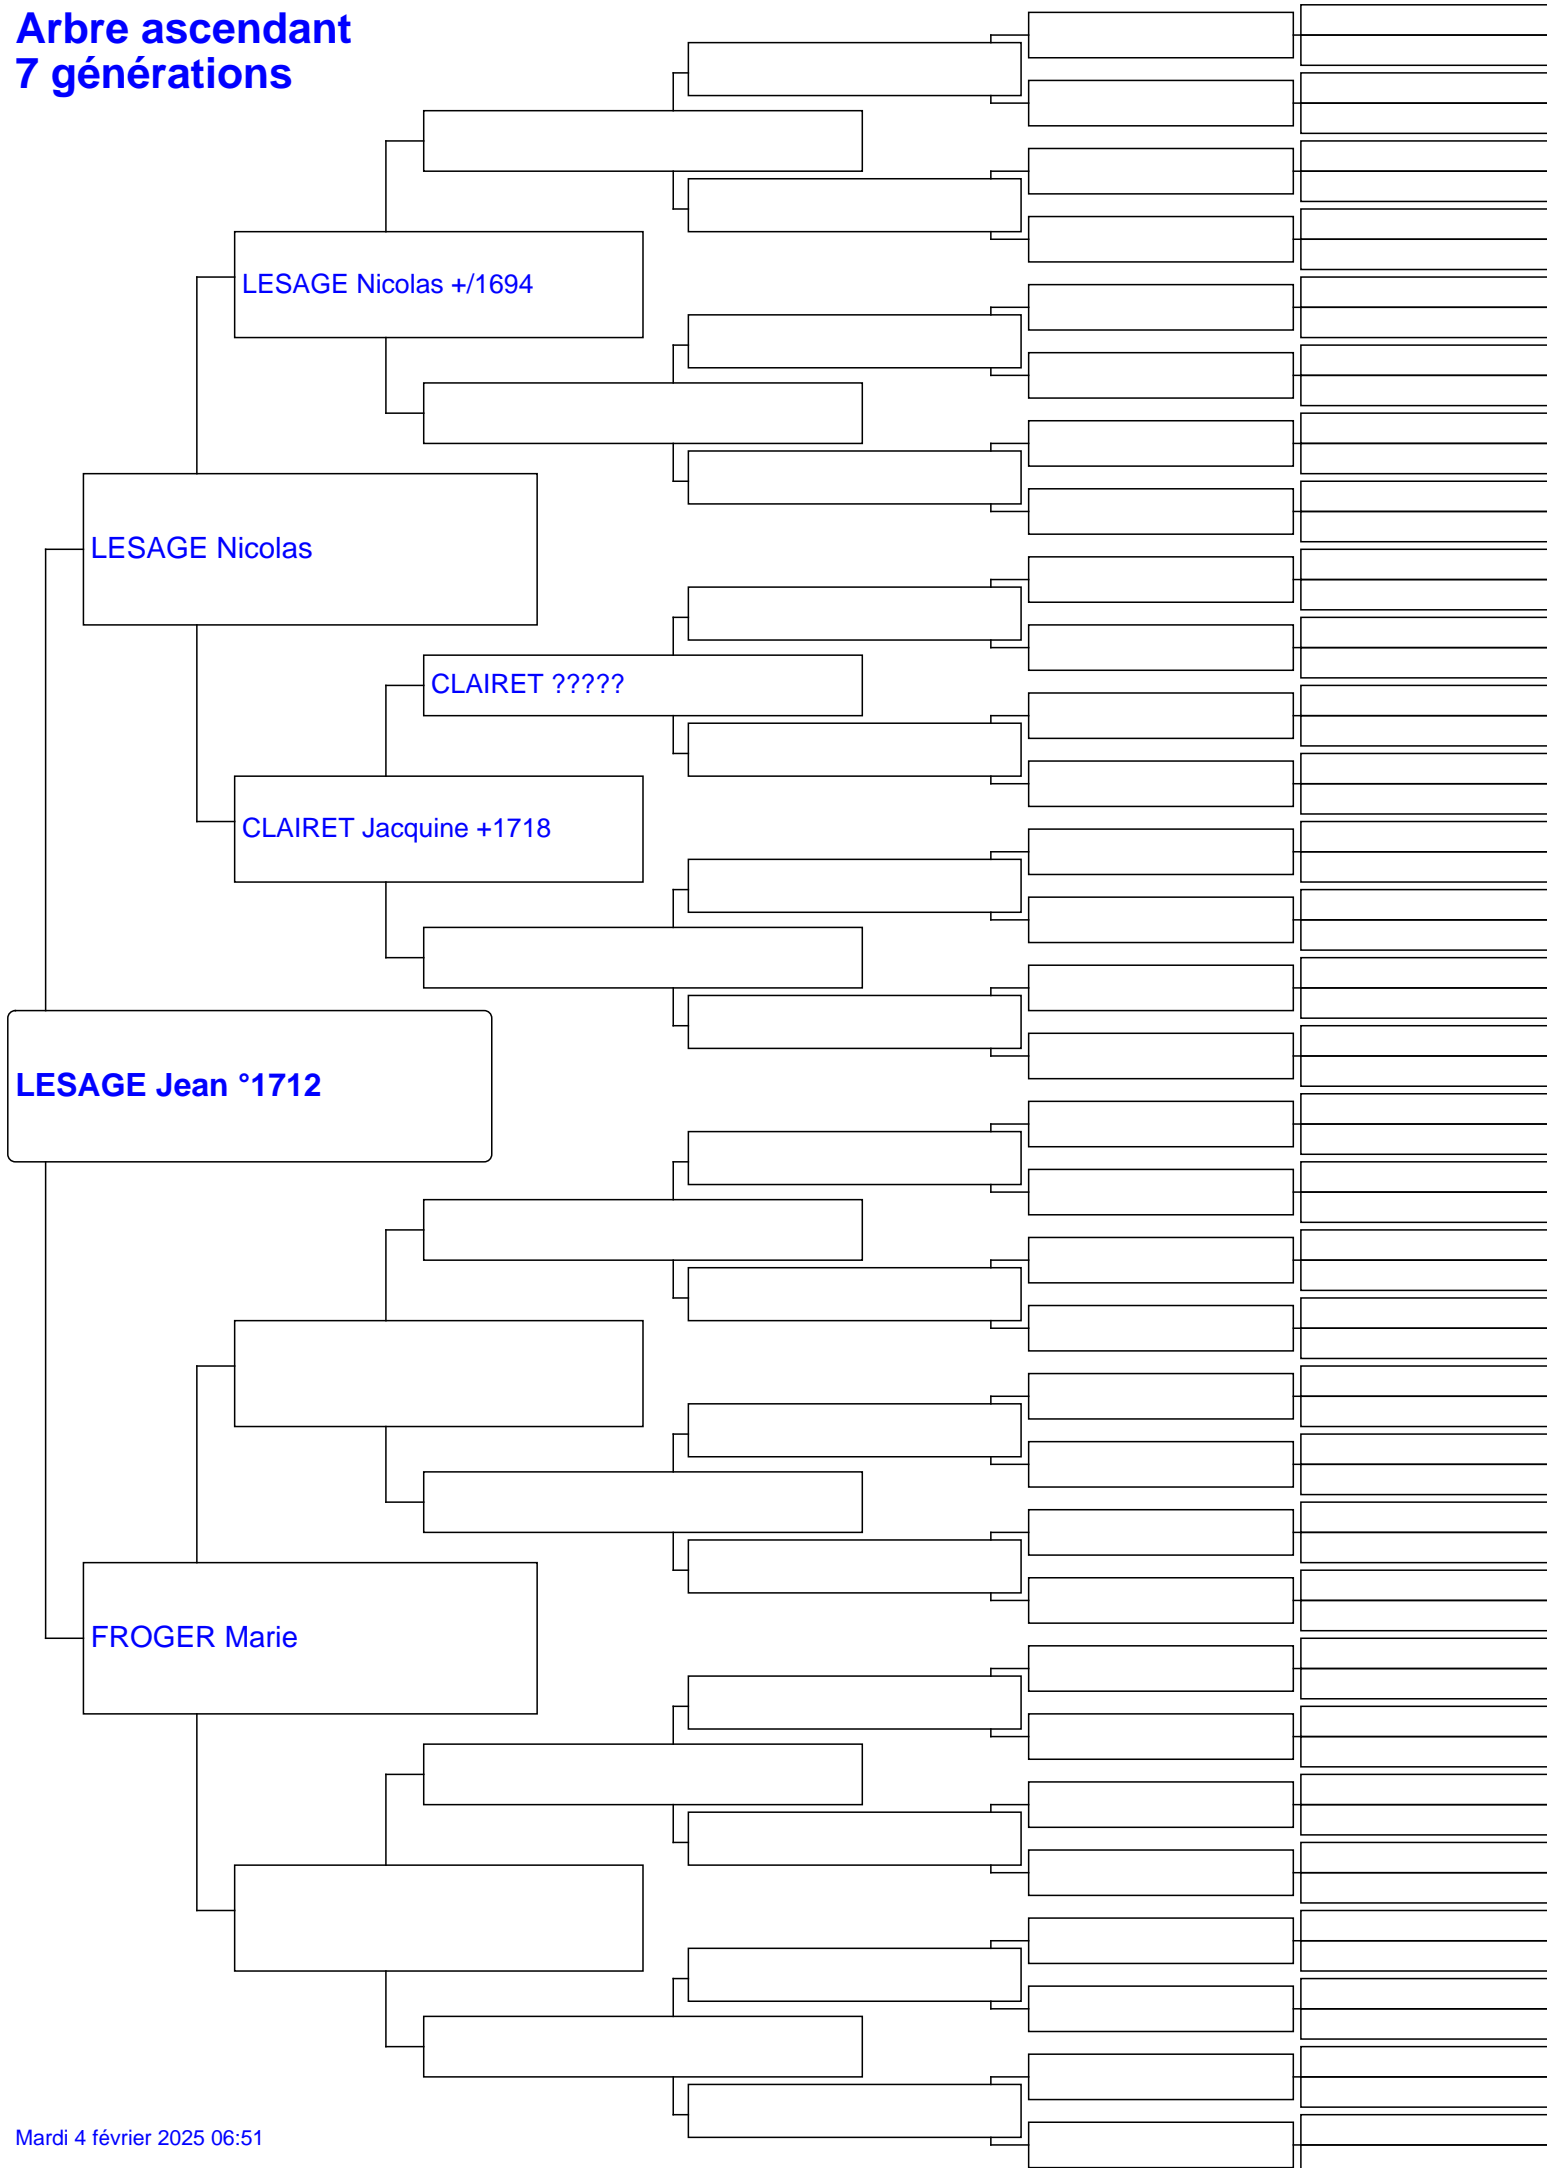 Arbre ascendant
7 générations
LESAGE Nicolas +/1694
LESAGE Nicolas
CLAIRET ?????
CLAIRET Jacquine +1718
LESAGE Jean °1712
FROGER Marie
Mardi 4 février 2025 06:51